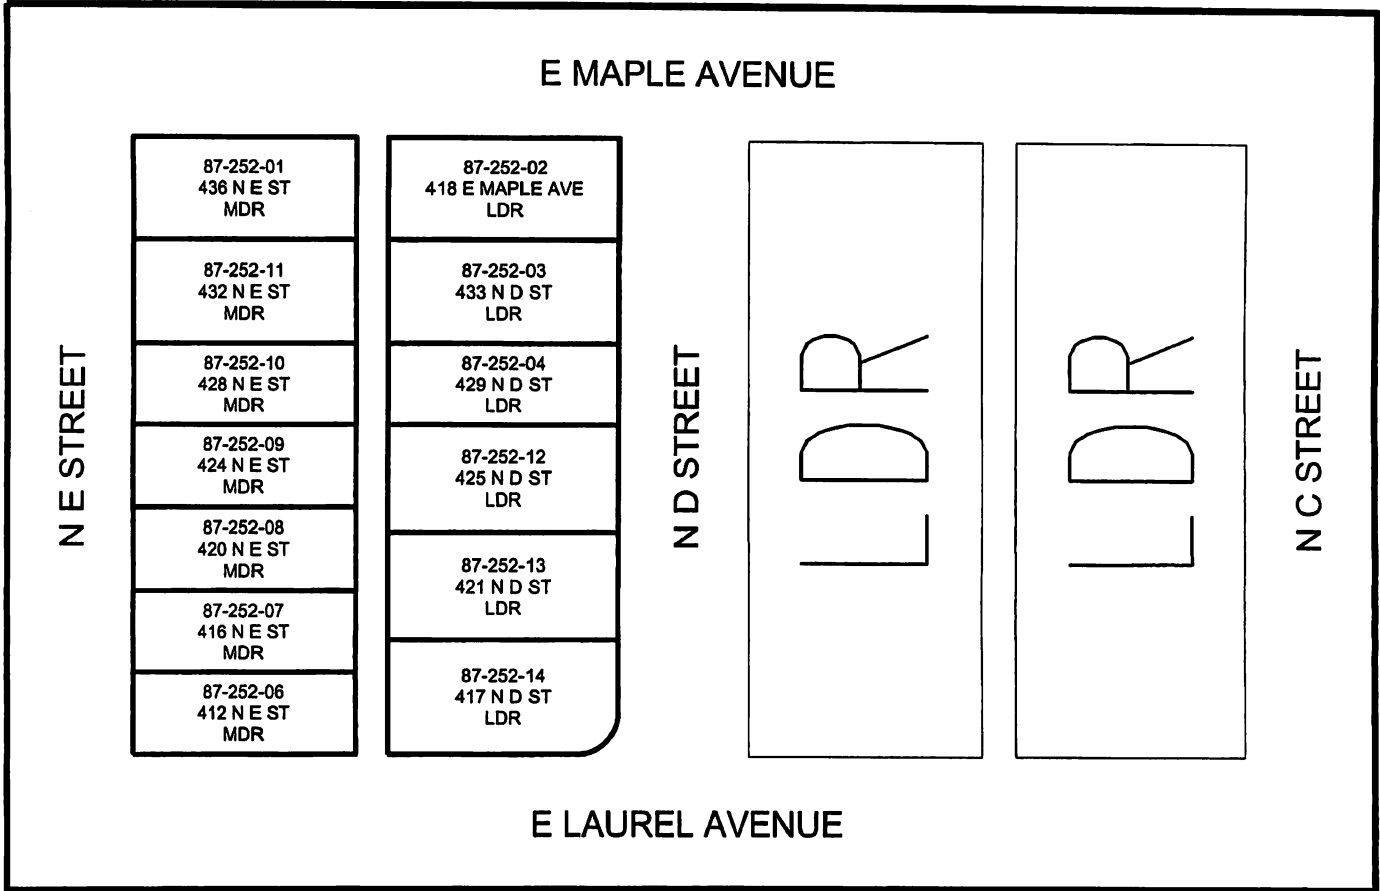 E MAPLE AVENUE
87-252-01
436 N E ST
MDR
87-252-11
432 N E ST
MDR
87-252-10
428 N E ST
MDR
87-252-09
424 N E ST
MDR
87-252-08
420 N E ST
MDR
87-252-07
416 N E ST
MDR
87-252-06
412 N E ST
MDR
87-252-02
418 E MAPLE AVE
LDR
87-252-03
433 N D ST
LDR
87-252-04
429 N D ST
LDR
87-252-12
425 N D ST
LDR
87-252-13
421 N D ST
LDR
87-252-14
417 N D ST
LDR
N E STREET
N D STREET
LDR
LDR
N C STREET
E LAUREL AVENUE